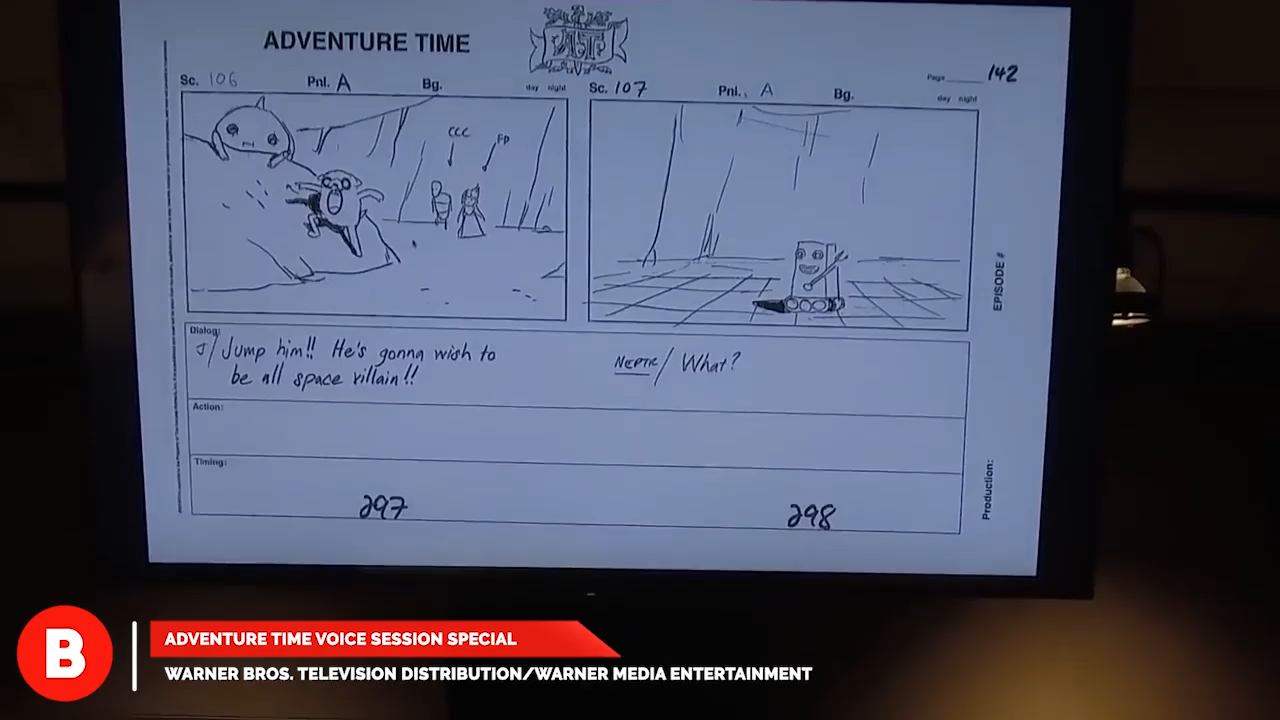 ADVENTURE TIME
AT
Page 142
Sc. 106 Pnl. A Bg. day night
Sc. 107 Pnl. A Bg. day night
CCC
FP
EPISODE #
Dialog:
J/ Jump him!! He's gonna wish to
be all space villain!!
NEPTR/ What?
Action:
Timing:
297
298
Production:
B
ADVENTURE TIME VOICE SESSION SPECIAL
WARNER BROS. TELEVISION DISTRIBUTION/WARNER MEDIA ENTERTAINMENT